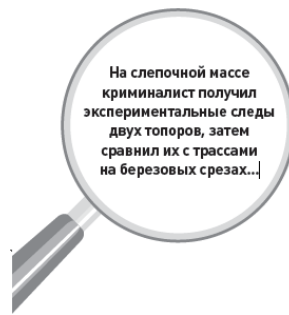 На слепочной массе
криминалист получил
экспериментальные следы
двух топоров, затем
сравнил их с трассами
на березовых срезах...